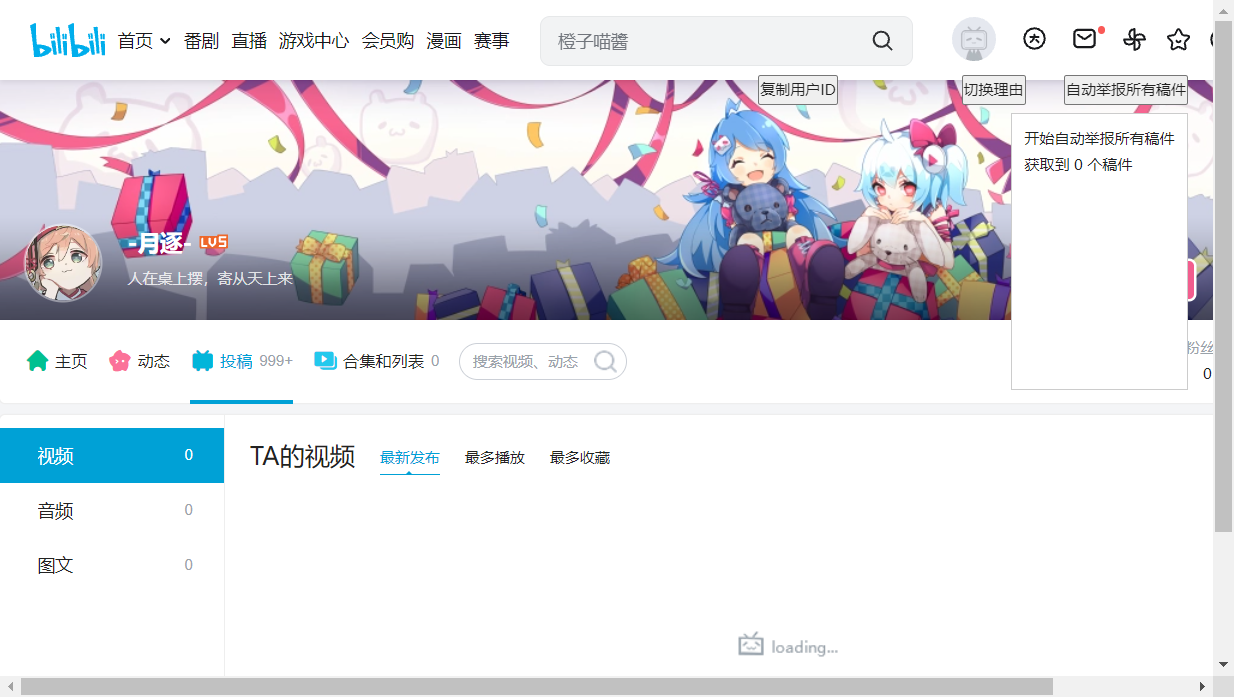 bilibili 首页 番剧 直播 游戏中心 会员购 漫画 赛事 橙子喵酱
复制用户ID 切换理由 自动举报所有稿件
开始自动举报所有稿件
获取到 0 个稿件
-月逐- LV5
人在桌上摆，寄从天上来
主页 动态 投稿 999+ 合集和列表 0 搜索视频、动态 粉丝
0
视频 0
TA的视频 最新发布 最多播放 最多收藏
音频 0
图文 0
loading...